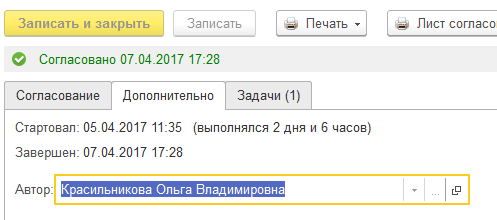 Записать и закрыть Записать Печать Лист согласо
Согласовано 07.04.2017 17:28
Согласование Дополнительно Задачи (1)
Стартовал: 05.04.2017 11:35 (выполнялся 2 дня и 6 часов)
Завершен: 07.04.2017 17:28
Автор: Красильникова Ольга Владимировна ...